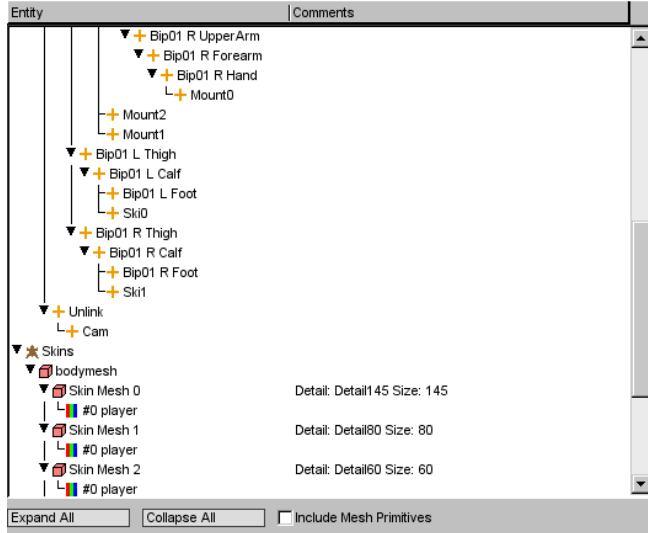 Entity Comments
Bip01 R UpperArm
Bip01 R Forearm
Bip01 R Hand
Mount0
Mount2
Mount1
Bip01 L Thigh
Bip01 L Calf
Bip01 L Foot
Ski0
Bip01 R Thigh
Bip01 R Calf
Bip01 R Foot
Ski1
Unlink
Cam
Skins
bodymesh
Skin Mesh 0 Detail: Detail145 Size: 145
#0 player
Skin Mesh 1 Detail: Detail80 Size: 80
#0 player
Skin Mesh 2 Detail: Detail60 Size: 60
#0 player
Expand All Collapse All Include Mesh Primitives